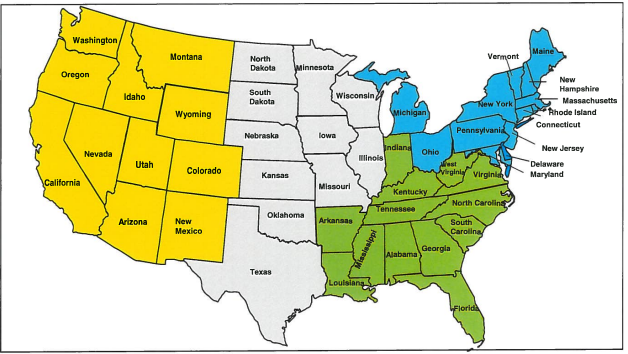 Washington
Oregon
Idaho
Montana
Wyoming
Nevada
Utah
Colorado
California
Arizona
New
Mexico
North
Dakota
South
Dakota
Nebraska
Kansas
Oklahoma
Texas
Minnesota
Iowa
Missouri
Wisconsin
Illinois
Michigan
Indiana
Ohio
Kentucky
Tennessee
Arkansas
Louisiana
Mississippi
Alabama
Georgia
Florida
South
Carolina
North Carolina
Virginia
West
Virginia
Pennsylvania
New York
Vermont
Maine
New
Hampshire
Massachusetts
Rhode Island
Connecticut
New Jersey
Delaware
Maryland